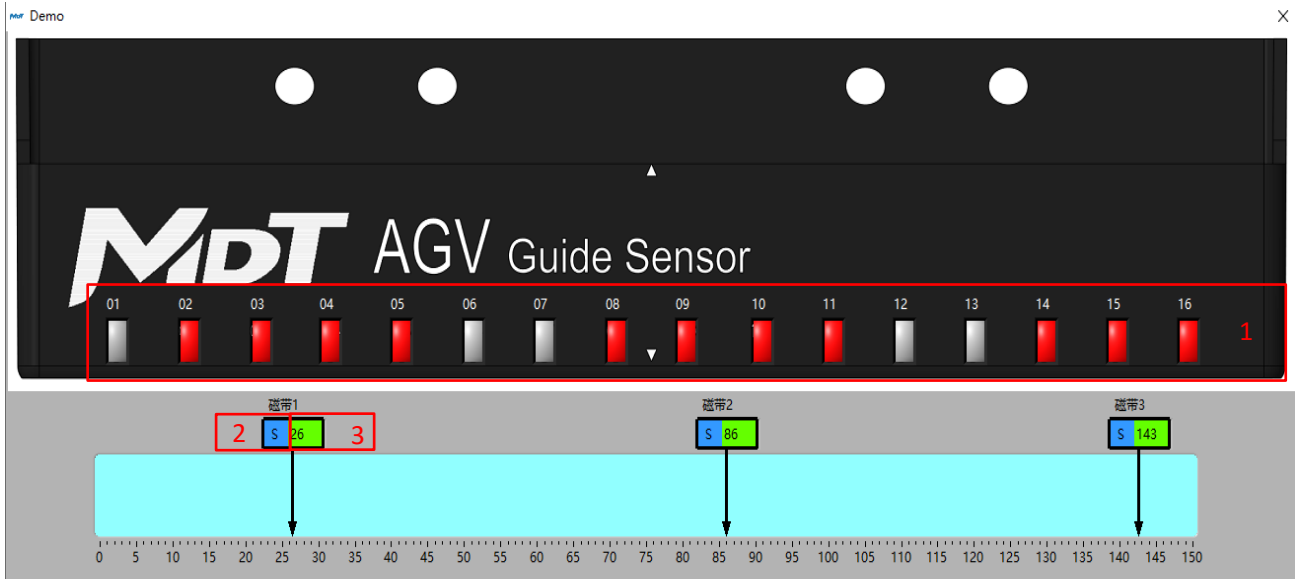 MDT Demo
MDT AGV Guide Sensor
01 02 03 04 05 06 07 08 09 10 11 12 13 14 15 16
1
磁带1 磁带2 磁带3
2 S 26 3 S 86 S 143
0 5 10 15 20 25 30 35 40 45 50 55 60 65 70 75 80 85 90 95 100 105 110 115 120 125 130 135 140 145 150